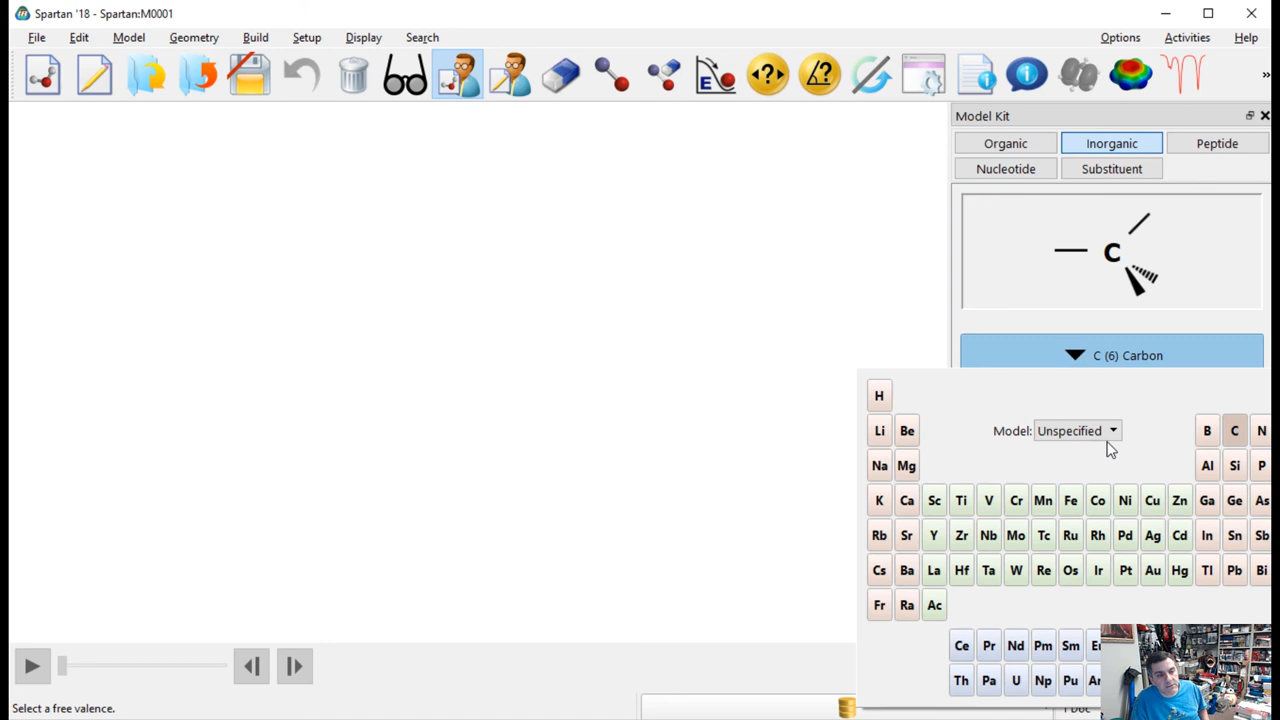 Spartan '18 - Spartan:M0001
File Edit Model Geometry Build Setup Display Search Options Activities Help
E ? ?
»
Model Kit
Organic Inorganic Peptide
Nucleotide Substituent
C
C (6) Carbon
H
Li Be Model: Unspecified B C N
Na Mg Al Si P
K Ca Sc Ti V Cr Mn Fe Co Ni Cu Zn Ga Ge As
Rb Sr Y Zr Nb Mo Tc Ru Rh Pd Ag Cd In Sn Sb
Cs Ba La Hf Ta W Re Os Ir Pt Au Hg Tl Pb Bi
Fr Ra Ac
Ce Pr Nd Pm Sm
Th Pa U Np Pu
Select a free valence.